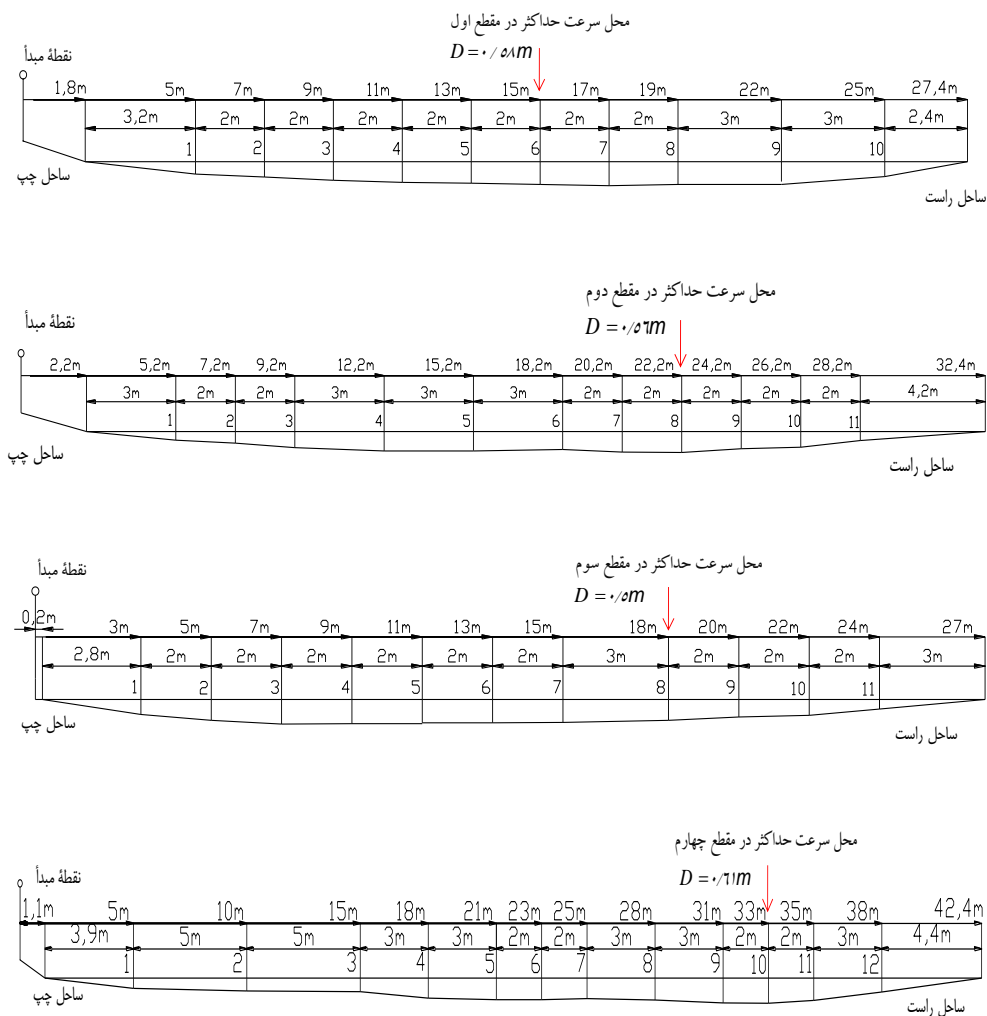 محل سرعت حداکثر در مقطع اول
D = ۰/۵۸m
نقطۀ مبدأ
1,8m 5m 7m 9m 11m 13m 15m 17m 19m 22m 25m 27,4m
3,2m 2m 2m 2m 2m 2m 2m 2m 3m 3m 2,4m
1 2 3 4 5 6 7 8 9 10
ساحل چپ
ساحل راست
محل سرعت حداکثر در مقطع دوم
D = ۰/۵٦m
نقطۀ مبدأ
2,2m 5,2m 7,2m 9,2m 12,2m 15,2m 18,2m 20,2m 22,2m 24,2m 26,2m 28,2m 32,4m
3m 2m 2m 3m 3m 3m 2m 2m 2m 2m 2m 4,2m
1 2 3 4 5 6 7 8 9 10 11
ساحل چپ
ساحل راست
محل سرعت حداکثر در مقطع سوم
D = ۰/۵m
نقطۀ مبدأ
0,2m 3m 5m 7m 9m 11m 13m 15m 18m 20m 22m 24m 27m
2,8m 2m 2m 2m 2m 2m 2m 3m 2m 2m 2m 3m
1 2 3 4 5 6 7 8 9 10 11
ساحل چپ
ساحل راست
محل سرعت حداکثر در مقطع چهارم
D = ۰/٦۱m
نقطۀ مبدأ
1,1m 5m 10m 15m 18m 21m 23m 25m 28m 31m 33m 35m 38m 42,4m
3,9m 5m 5m 3m 3m 2m 2m 3m 3m 2m 2m 3m 4,4m
1 2 3 4 5 6 7 8 9 10 11 12
ساحل چپ
ساحل راست